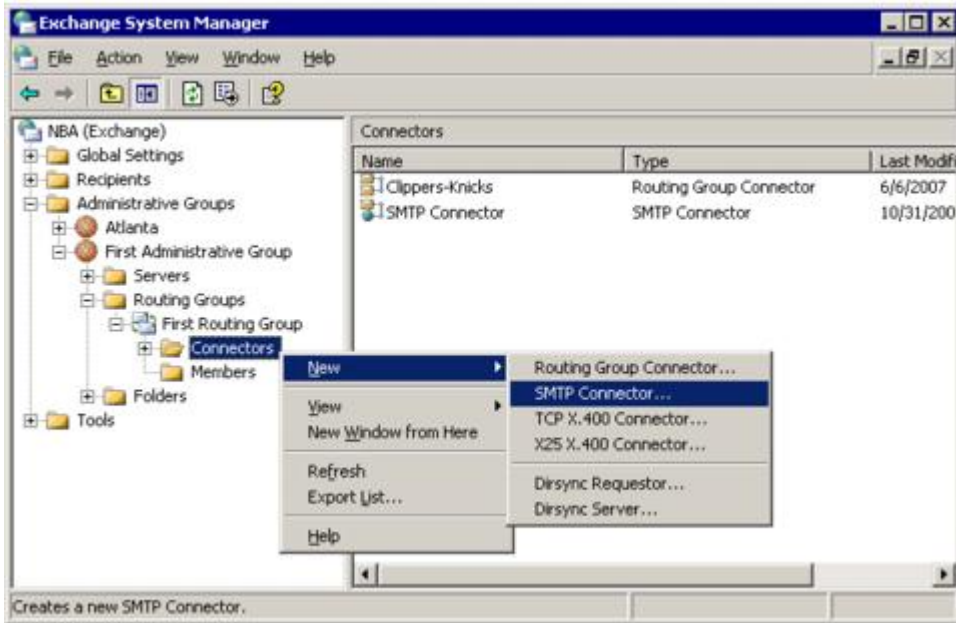 Exchange System Manager
File Action View Window Help
NBA (Exchange)
Global Settings
Recipients
Administrative Groups
Atlanta
First Administrative Group
Servers
Routing Groups
First Routing Group
Connectors
Members
Folders
Tools
Connectors
Name Type Last Modifi
Clippers-Knicks Routing Group Connector 6/6/2007
SMTP Connector SMTP Connector 10/31/200
New
View
New Window from Here
Refresh
Export List...
Help
Routing Group Connector...
SMTP Connector...
TCP X.400 Connector...
X25 X.400 Connector...
Dirsync Requestor...
Dirsync Server...
Creates a new SMTP Connector.